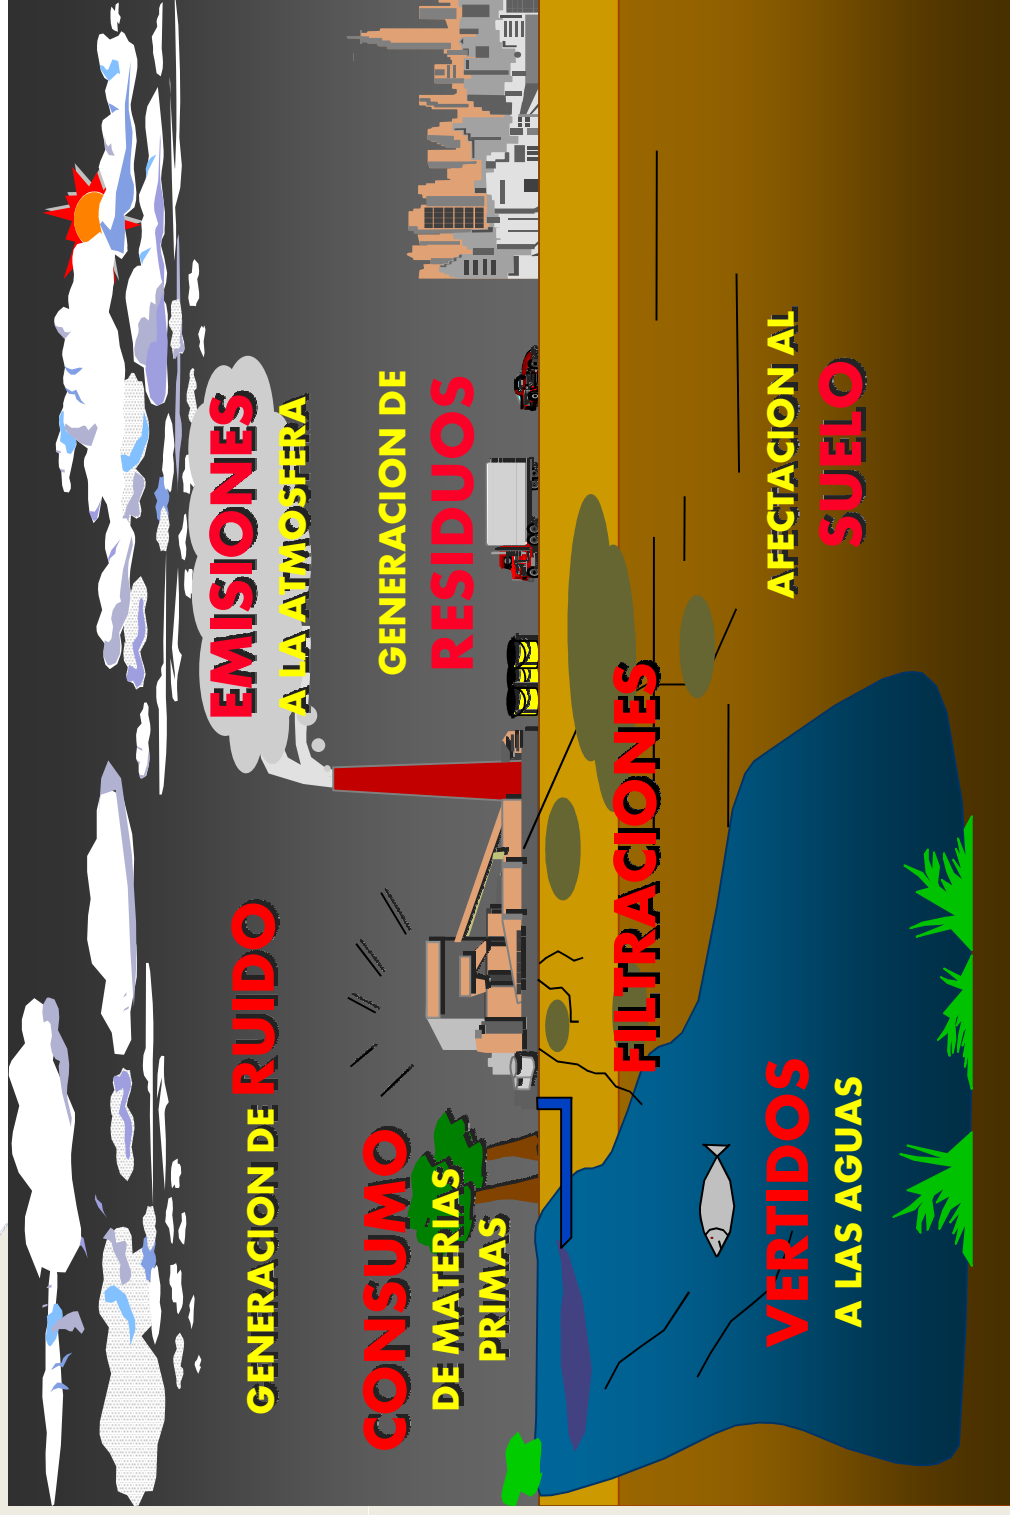 GENERACION DE RUIDO
CONSUMO
DE MATERIAS
PRIMAS
EMISIONES
A LA ATMOSFERA
GENERACION DE
RESIDUOS
FILTRACIONES
VERTIDOS
A LAS AGUAS
AFECTACION AL
SUELO